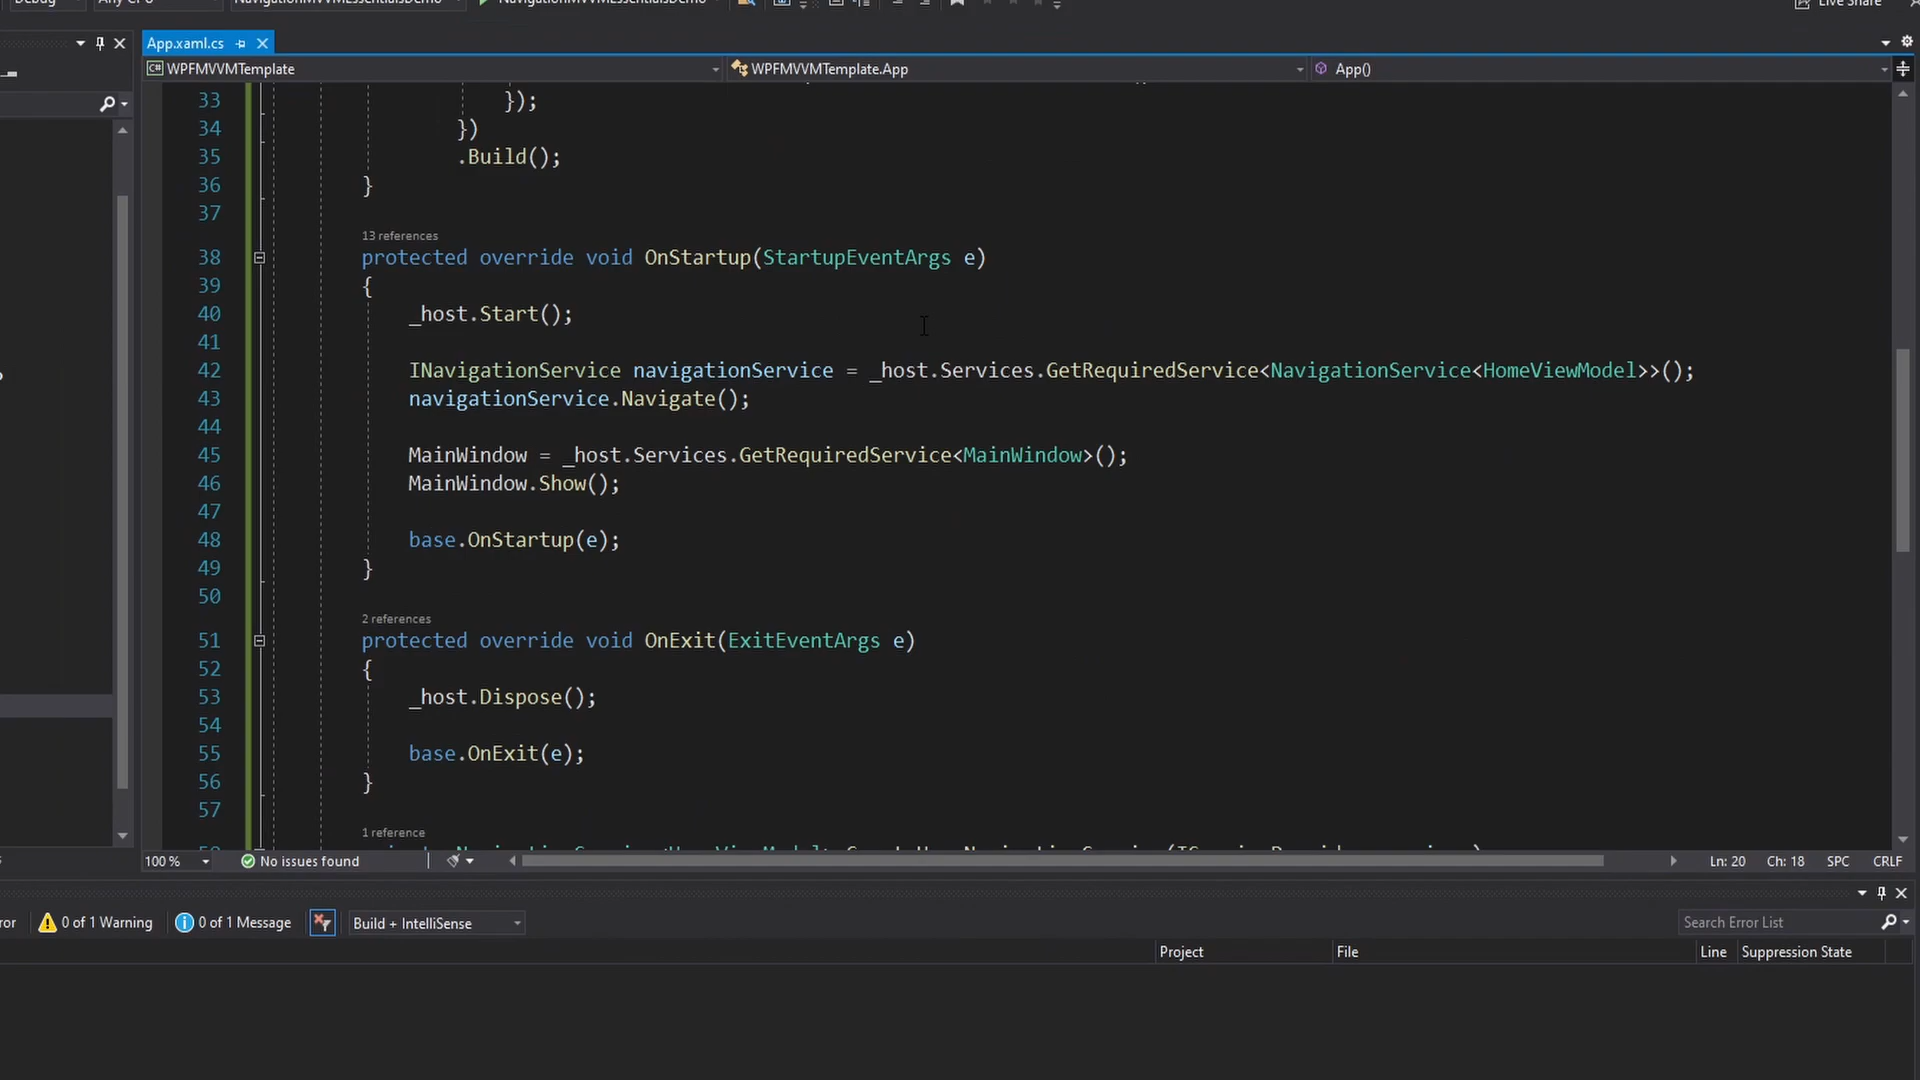 Debug
NavigationMVVMEssentialsDemo
NavigationMVVMEssentialsDemo
Live Share
App.xaml.cs
WPFMVVMTemplate
WPFMVVMTemplate.App
App()
33 });
34 })
35 .Build();
36 }
37
13 references
38 protected override void OnStartup(StartupEventArgs e)
39 {
40 _host.Start();
41
42 INavigationService navigationService = _host.Services.GetRequiredService<NavigationService<HomeViewModel>>();
43 navigationService.Navigate();
44
45 MainWindow = _host.Services.GetRequiredService<MainWindow>();
46 MainWindow.Show();
47
48 base.OnStartup(e);
49 }
50
2 references
51 protected override void OnExit(ExitEventArgs e)
52 {
53 _host.Dispose();
54
55 base.OnExit(e);
56 }
57
1 reference
100 %
No issues found
Ln: 20 Ch: 18 SPC CRLF
0 of 1 Warning
0 of 1 Message
Build + IntelliSense
Search Error List
Project File Line Suppression State